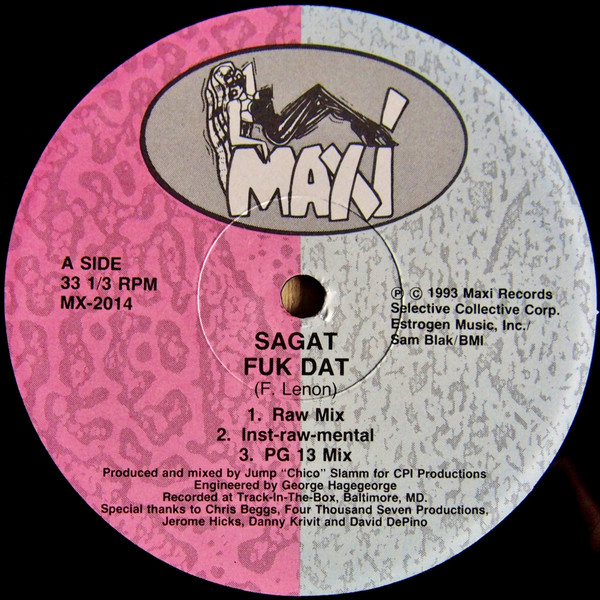 MAXI
A SIDE
33 1/3 RPM
MX-2014
℗ © 1993 Maxi Records
Selective Collective Corp.
Estrogen Music, Inc./
Sam Blak/BMI
SAGAT
FUK DAT
(F. Lenon)
1. Raw Mix
2. Inst-raw-mental
3. PG 13 Mix
Produced and mixed by Jump "Chico" Slamm for CPI Productions
Engineered by George Hagegeorge
Recorded at Track-In-The-Box, Baltimore, MD.
Special thanks to Chris Beggs, Four Thousand Seven Productions,
Jerome Hicks, Danny Krivit and David DePino